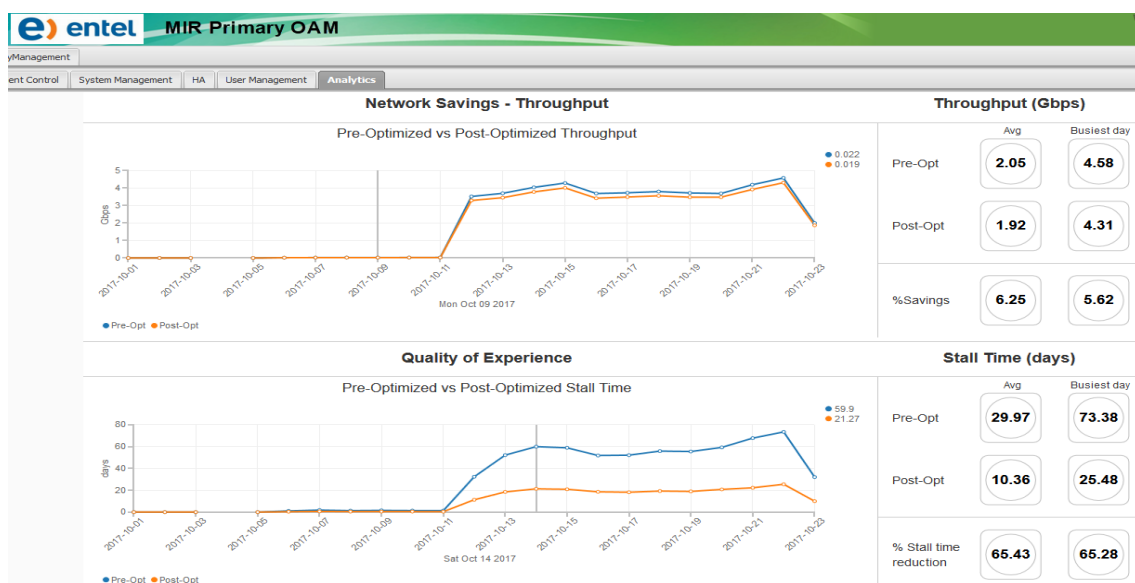 entel MIR Primary OAM
yManagement
ent Control System Management HA User Management Analytics
Network Savings - Throughput
Pre-Optimized vs Post-Optimized Throughput
0.022
0.019
5
4
3
2
1
0
Gbps
2017-10-01 2017-10-03 2017-10-05 2017-10-07 2017-10-09 2017-10-11 2017-10-13 2017-10-15 2017-10-17 2017-10-19 2017-10-21 2017-10-23
Mon Oct 09 2017
Pre-Opt Post-Opt
Throughput (Gbps)
Avg Busiest day
Pre-Opt 2.05 4.58
Post-Opt 1.92 4.31
%Savings 6.25 5.62
Quality of Experience
Pre-Optimized vs Post-Optimized Stall Time
59.9
21.27
80
60
40
20
0
days
2017-10-01 2017-10-03 2017-10-05 2017-10-07 2017-10-09 2017-10-11 2017-10-13 2017-10-15 2017-10-17 2017-10-19 2017-10-21 2017-10-23
Sat Oct 14 2017
Pre-Opt Post-Opt
Stall Time (days)
Avg Busiest day
Pre-Opt 29.97 73.38
Post-Opt 10.36 25.48
% Stall time
reduction 65.43 65.28